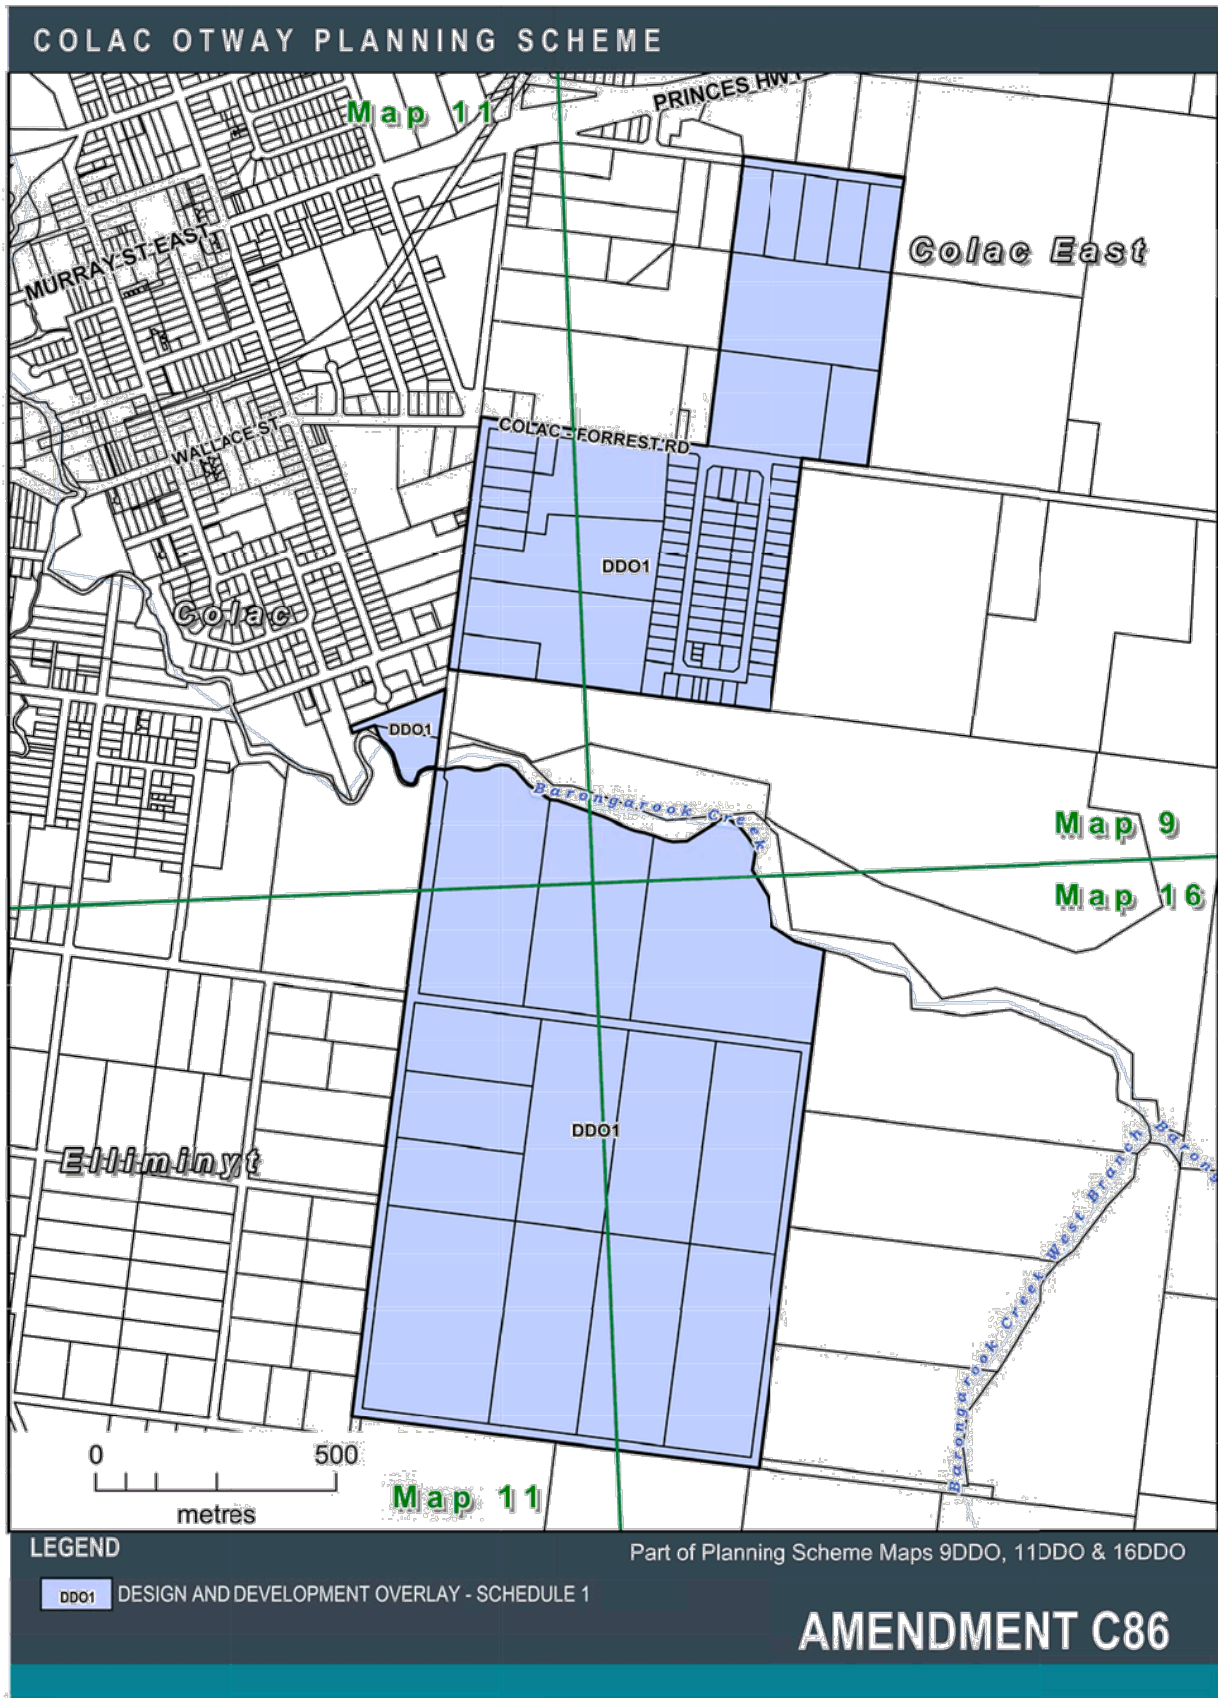 COLAC OTWAY PLANNING SCHEME
Map 11
PRINCES HWY
MURRAY ST EAST
Colac East
COLAC - FORREST RD
WALLACE ST
DDO1
Colac
DDO1
Barongarook Creek
Map 9
Map 16
DDO1
Elliminyt
Barongarook Creek West Branch
Barong
0 500
metres
Map 11
LEGEND
Part of Planning Scheme Maps 9DDO, 11DDO & 16DDO
DDO1 DESIGN AND DEVELOPMENT OVERLAY - SCHEDULE 1
AMENDMENT C86